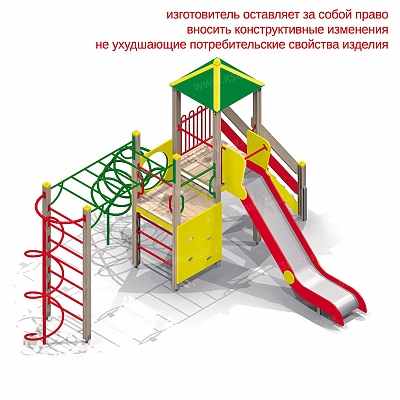 изготовитель оставляет за собой право
вносить конструктивные изменения
не ухудшающие потребительские свойства изделия